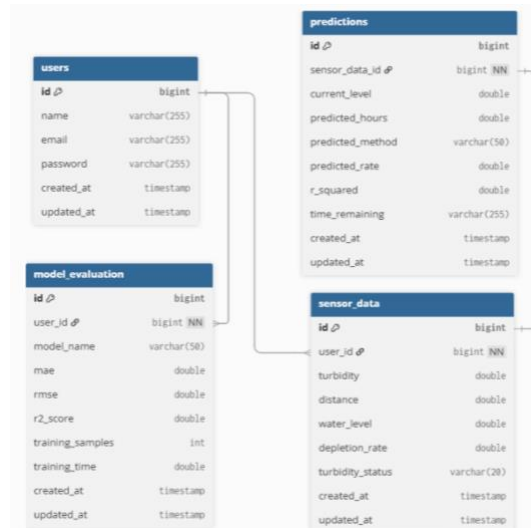 users
id bigint
name varchar(255)
email varchar(255)
password varchar(255)
created_at timestamp
updated_at timestamp
model_evaluation
id bigint
user_id bigint NN
model_name varchar(50)
mae double
rmse double
r2_score double
training_samples int
training_time double
created_at timestamp
updated_at timestamp
predictions
id bigint
sensor_data_id bigint NN
current_level double
predicted_hours double
predicted_method varchar(50)
predicted_rate double
r_squared double
time_remaining varchar(255)
created_at timestamp
updated_at timestamp
sensor_data
id bigint
user_id bigint NN
turbidity double
distance double
water_level double
depletion_rate double
turbidity_status varchar(20)
created_at timestamp
updated_at timestamp